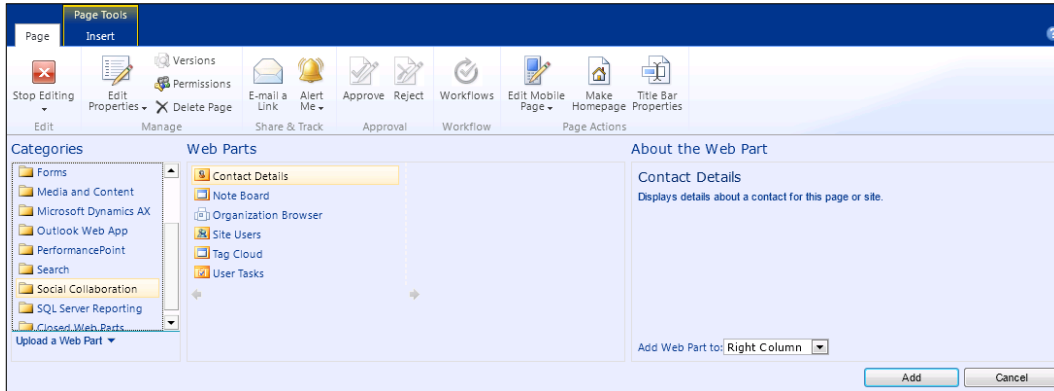 Page Tools
Page Insert
Stop Editing
Edit Properties
Versions
Permissions
Delete Page
E-mail a Link
Alert Me
Approve
Reject
Workflows
Edit Mobile Page
Make Homepage
Title Bar Properties
Edit Manage Share & Track Approval Workflow Page Actions
Categories
Forms
Media and Content
Microsoft Dynamics AX
Outlook Web App
PerformancePoint
Search
Social Collaboration
SQL Server Reporting
Closed Web Parts
Upload a Web Part
Web Parts
Contact Details
Note Board
Organization Browser
Site Users
Tag Cloud
User Tasks
About the Web Part
Contact Details
Displays details about a contact for this page or site.
Add Web Part to: Right Column
Add Cancel